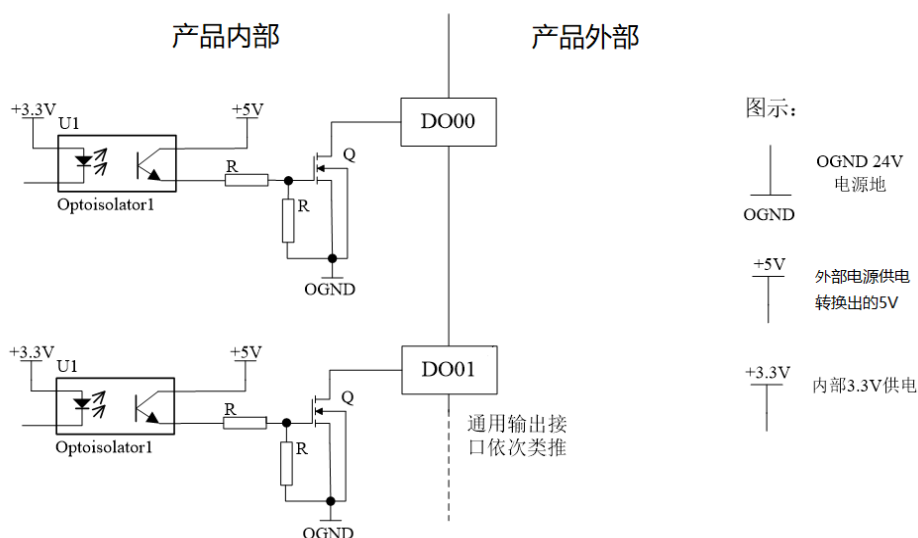 产品内部
产品外部
+3.3V
U1
+5V
DO00
R
Q
R
Optoisolator1
OGND
+3.3V
U1
+5V
DO01
R
Q
R
Optoisolator1
OGND
通用输出接
口依次类推
图示：
OGND 24V
电源地
OGND
+5V
外部电源供电
转换出的5V
+3.3V
内部3.3V供电